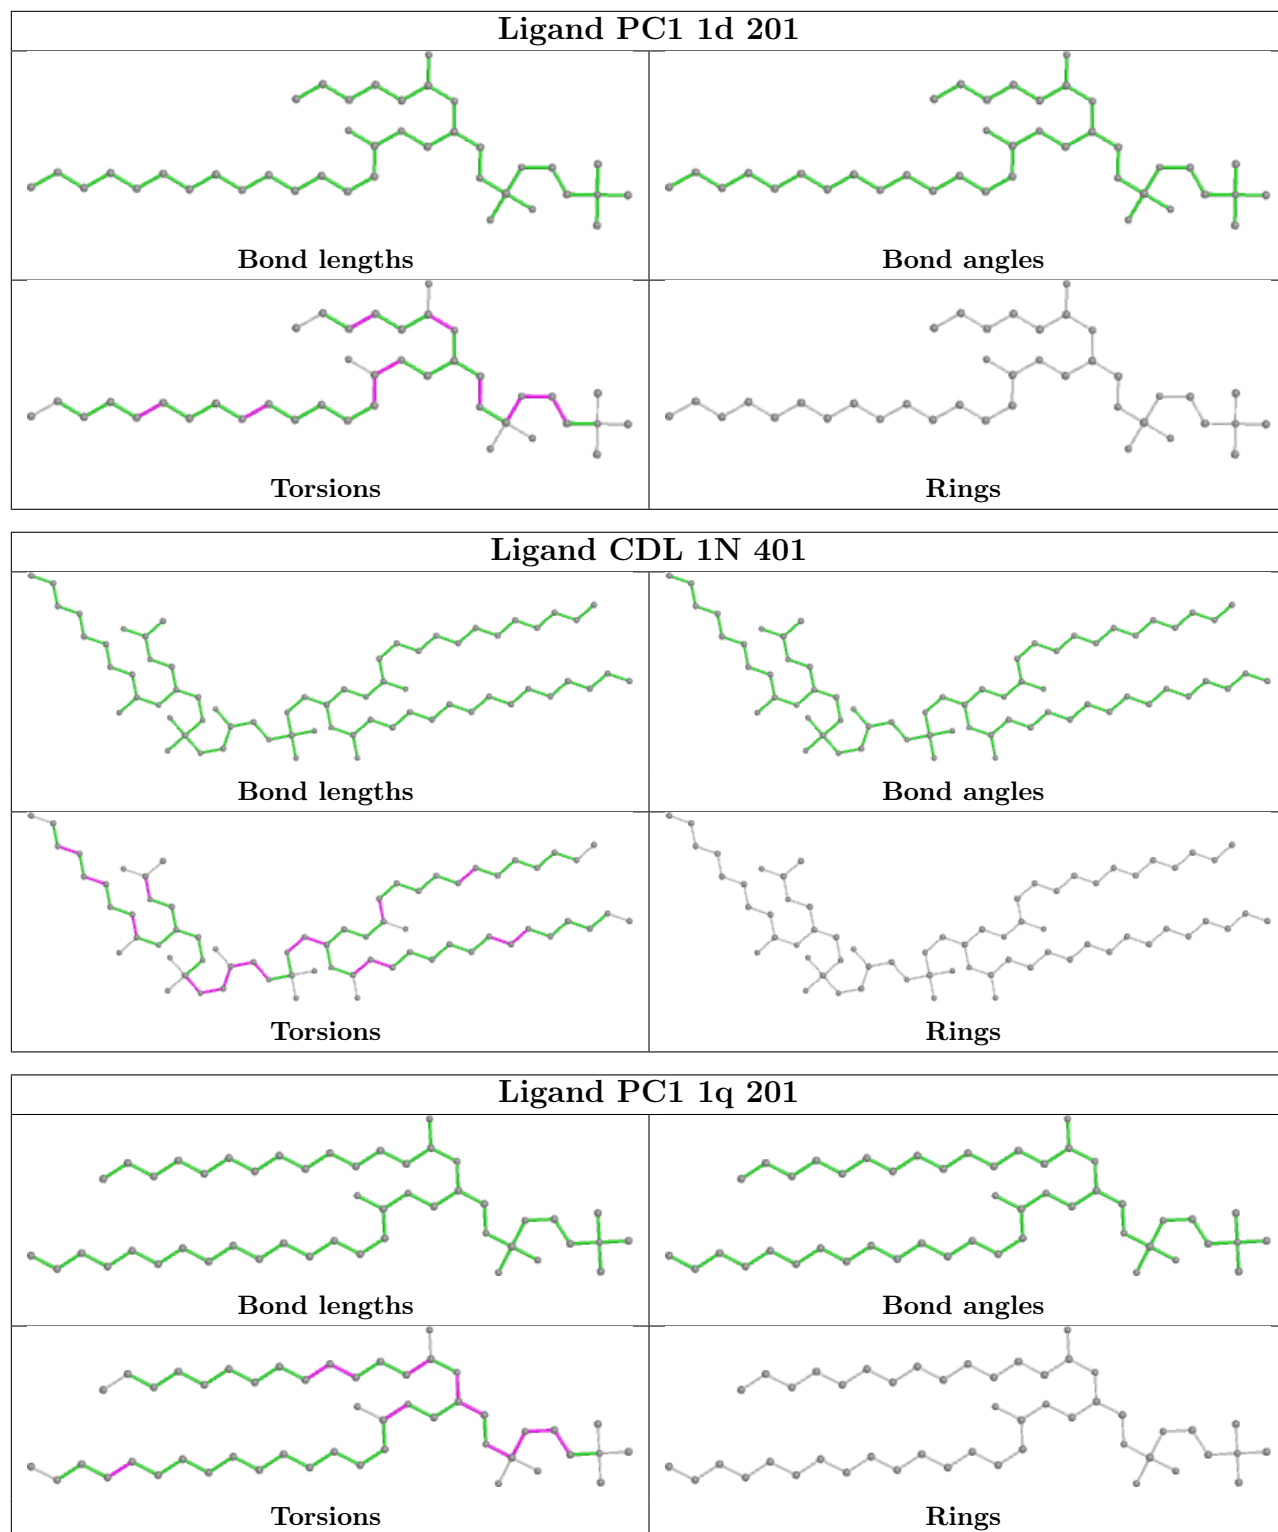 Ligand PC1 1d 201
Bond lengths
Bond angles
Torsions
Rings
Ligand CDL 1N 401
Bond lengths
Bond angles
Torsions
Rings
Ligand PC1 1q 201
Bond lengths
Bond angles
Torsions
Rings